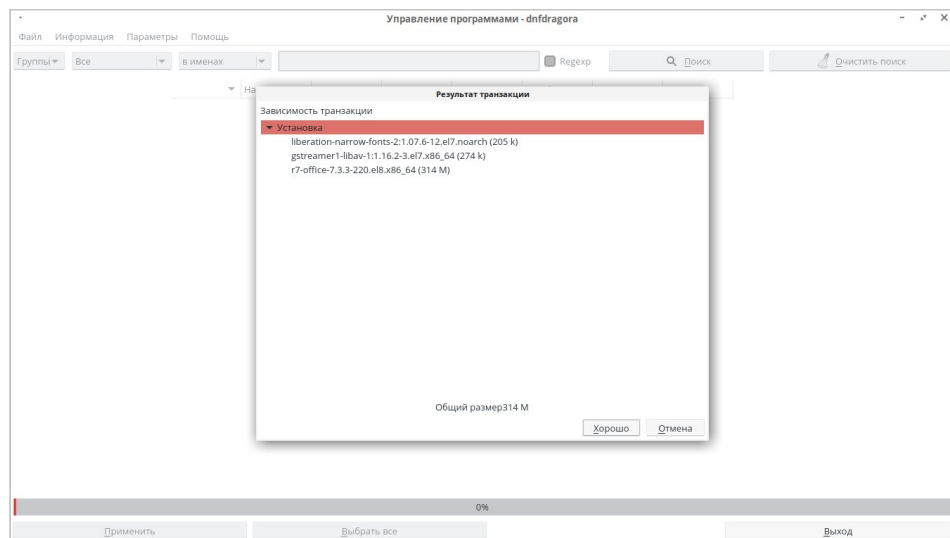 Управление программами - dnfdragora
Файл Информация Параметры Помощь
Группы Все в именах Regexp Поиск Очистить поиск
На
Результат транзакции
Зависимость транзакции
Установка
liberation-narrow-fonts-2:1.07.6-12.el7.noarch (205 k)
gstreamer1-libav-1:1.16.2-3.el7.x86_64 (274 k)
r7-office-7.3.3-220.el8.x86_64 (314 M)
Общий размер314 M
Хорошо Отмена
0%
Применить Выбрать все Выход